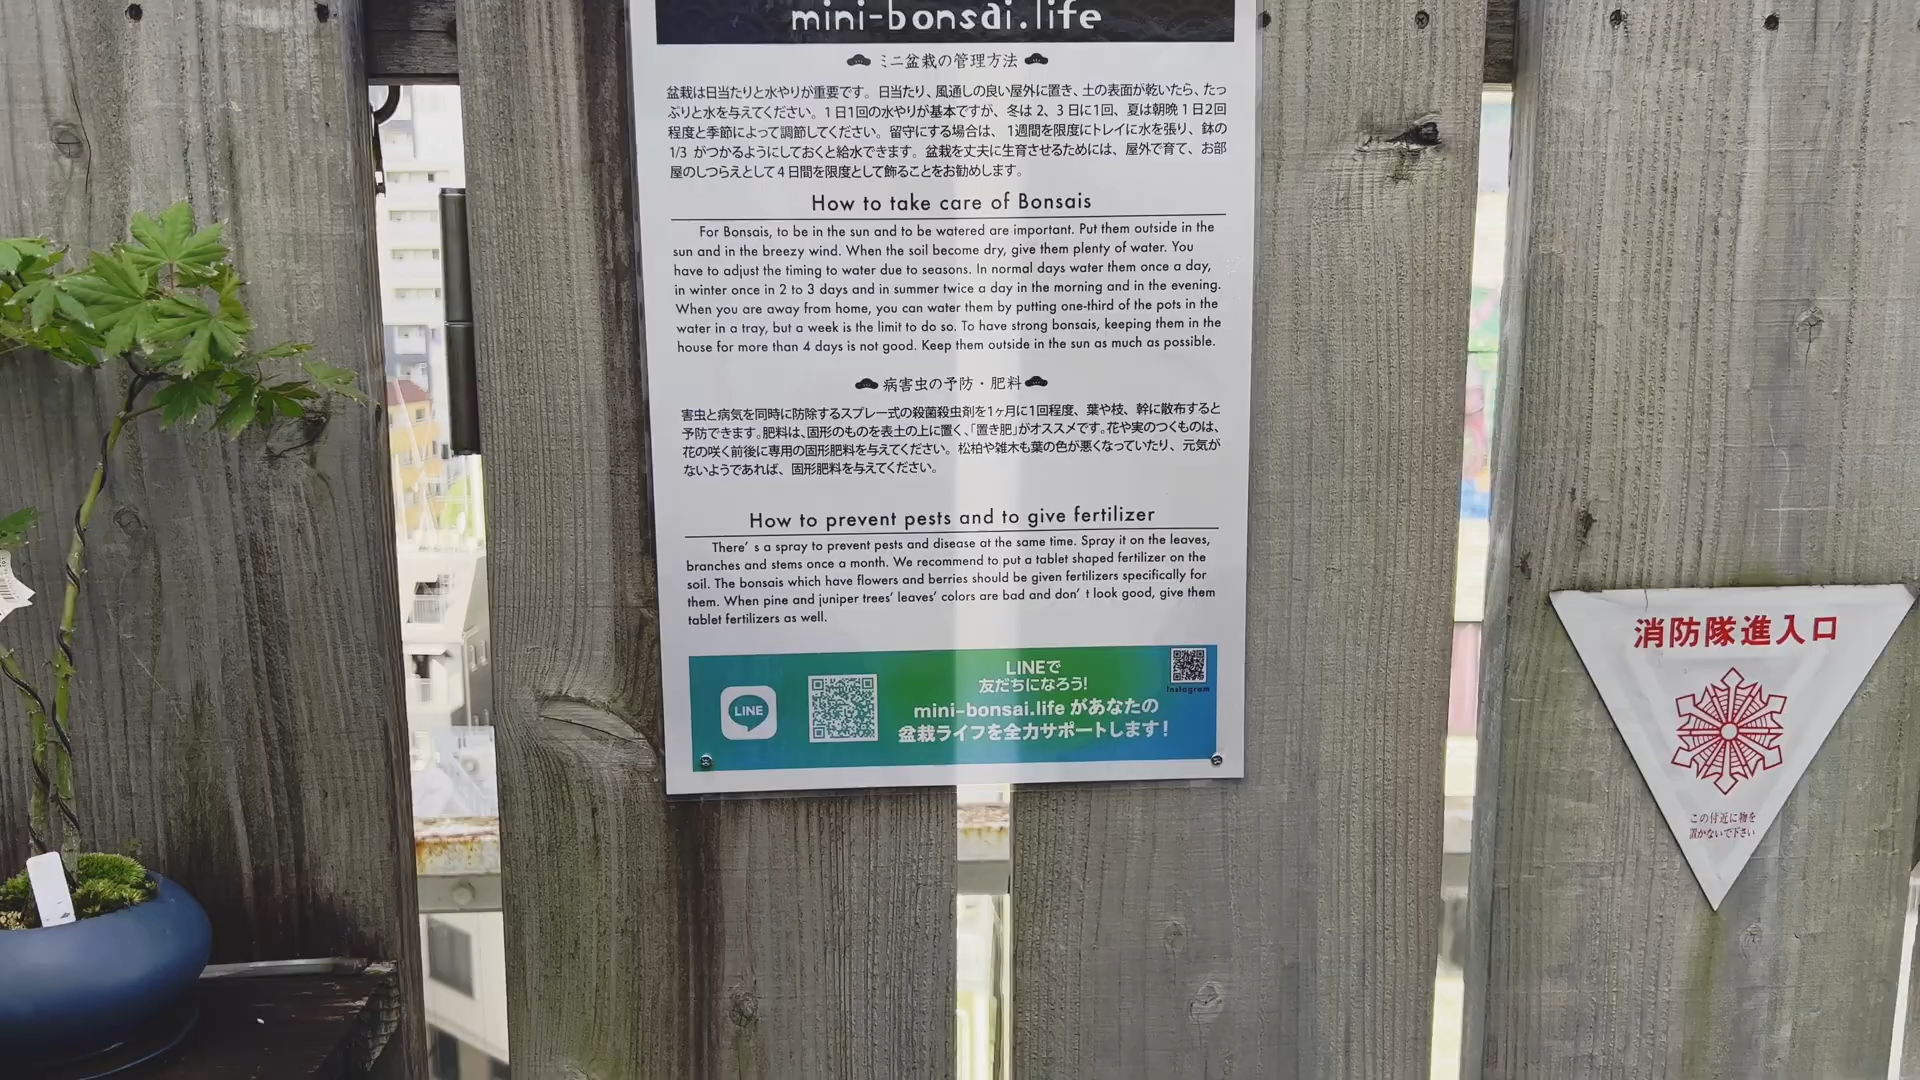 mini-bonsai.life
ミニ盆栽の管理方法
盆栽は日当たりと水やりが重要です。日当たり、風通しの良い屋外に置き、土の表面が乾いたら、たっ
ぷりと水を与えてください。1日1回の水やりが基本ですが、冬は2、3日に1回、夏は朝晩1日2回
程度と季節によって調節してください。留守にする場合は、1週間を限度にトレイに水を張り、鉢の
1/3 がつかるようにしておくと給水できます。盆栽を丈夫に生育させるためには、屋外で育て、お部
屋のしつらえとして4日間を限度として飾ることをお勧めします。
How to take care of Bonsais
For Bonsais, to be in the sun and to be watered are important. Put them outside in the
sun and in the breezy wind. When the soil become dry, give them plenty of water. You
have to adjust the timing to water due to seasons. In normal days water them once a day,
in winter once in 2 to 3 days and in summer twice a day in the morning and in the evening.
When you are away from home, you can water them by putting one-third of the pots in the
water in a tray, but a week is the limit to do so. To have strong bonsais, keeping them in the
house for more than 4 days is not good. Keep them outside in the sun as much as possible.
病害虫の予防・肥料
害虫と病気を同時に防除するスプレー式の殺菌殺虫剤を1ヶ月に1回程度、葉や枝、幹に散布すると
予防できます。肥料は、固形のものを表土の上に置く、「置き肥」がオススメです。花や実のつくものは、
花の咲く前後に専用の固形肥料を与えてください。松柏や雑木も葉の色が悪くなっていたり、元気が
ないようであれば、固形肥料を与えてください。
How to prevent pests and to give fertilizer
There's a spray to prevent pests and disease at the same time. Spray it on the leaves,
branches and stems once a month. We recommend to put a tablet shaped fertilizer on the
soil. The bonsais which have flowers and berries should be given fertilizers specifically for
them. When pine and juniper trees' leaves' colors are bad and don't look good, give them
tablet fertilizers as well.
LINE
LINEで
友だちになろう!
mini-bonsai.life があなたの
盆栽ライフを全力サポートします!
Instagram
消防隊進入口
この付近に物を
置かないで下さい